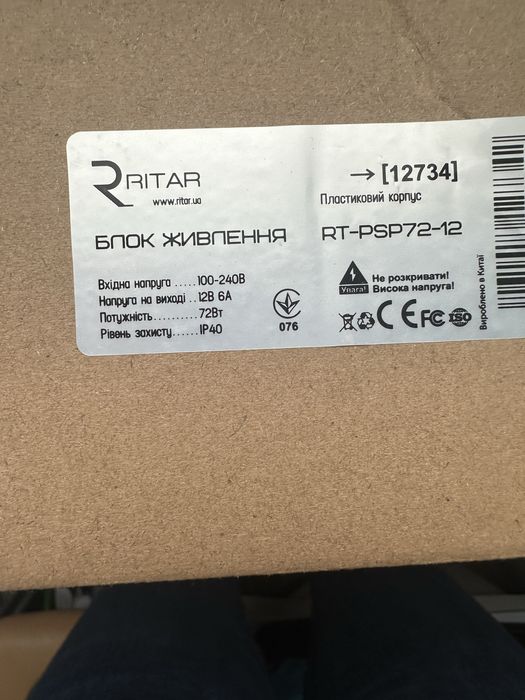 RITAR
www.ritar.ua
→[12734]
Пластиковий корпус
БЛОК ЖИВЛЕННЯ
RT-PSP72-12
Вхідна напруга.....100-240В
Напруга на виході..12В 6А
Потужність..........72Вт
Рівень захисту......IP40
076
Увага!
Не розкривати!
Висока напруга!
CE FC ISO
Вироблено в Китаї